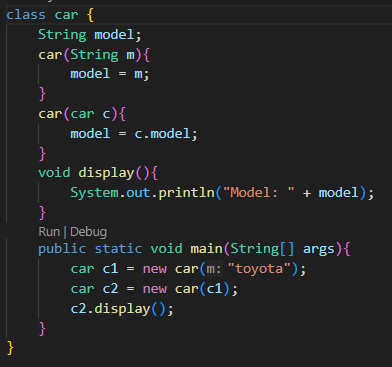 class car {
    String model;
    car(String m){
        model = m;
    }
    car(car c){
        model = c.model;
    }
    void display(){
        System.out.println("Model: " + model);
    }
    Run | Debug
    public static void main(String[] args){
        car c1 = new car(m: "toyota");
        car c2 = new car(c1);
        c2.display();
    }
}